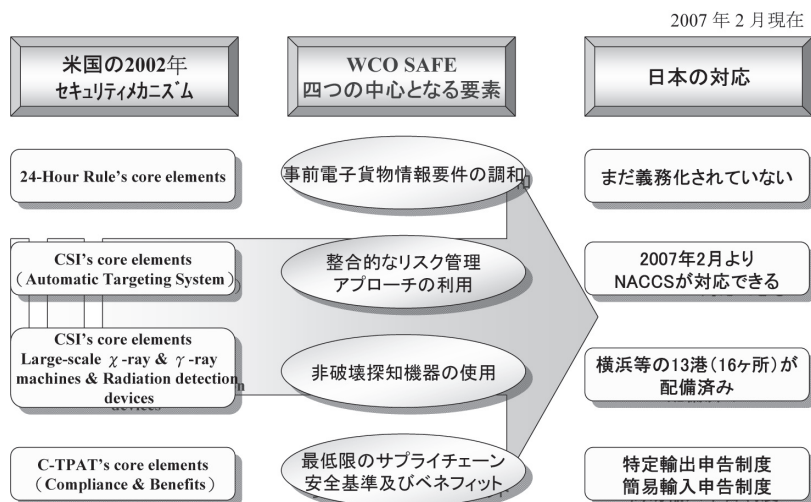 2007 年 2 月現在
米国の2002年
セキュリティメカニズム
WCO SAFE
四つの中心となる要素
日本の対応
24-Hour Rule's core elements
事前電子貨物情報要件の調和
まだ義務化されていない
CSI's core elements
（Automatic Targeting System）
整合的なリスク管理
アプローチの利用
2007年2月より
NACCSが対応できる
CSI's core elements
Large-scale χ-ray & γ-ray
machines & Radiation detection
devices
非破壊探知機器の使用
横浜等の13港（16ヶ所）が
配備済み
C-TPAT's core elements
（Compliance & Benefits）
最低限のサプライチェーン
安全基準及びベネフィット
特定輸出申告制度
簡易輸入申告制度